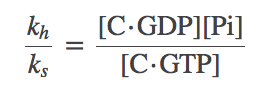 k_h / k_s = [C·GDP][Pi] / [C·GTP]